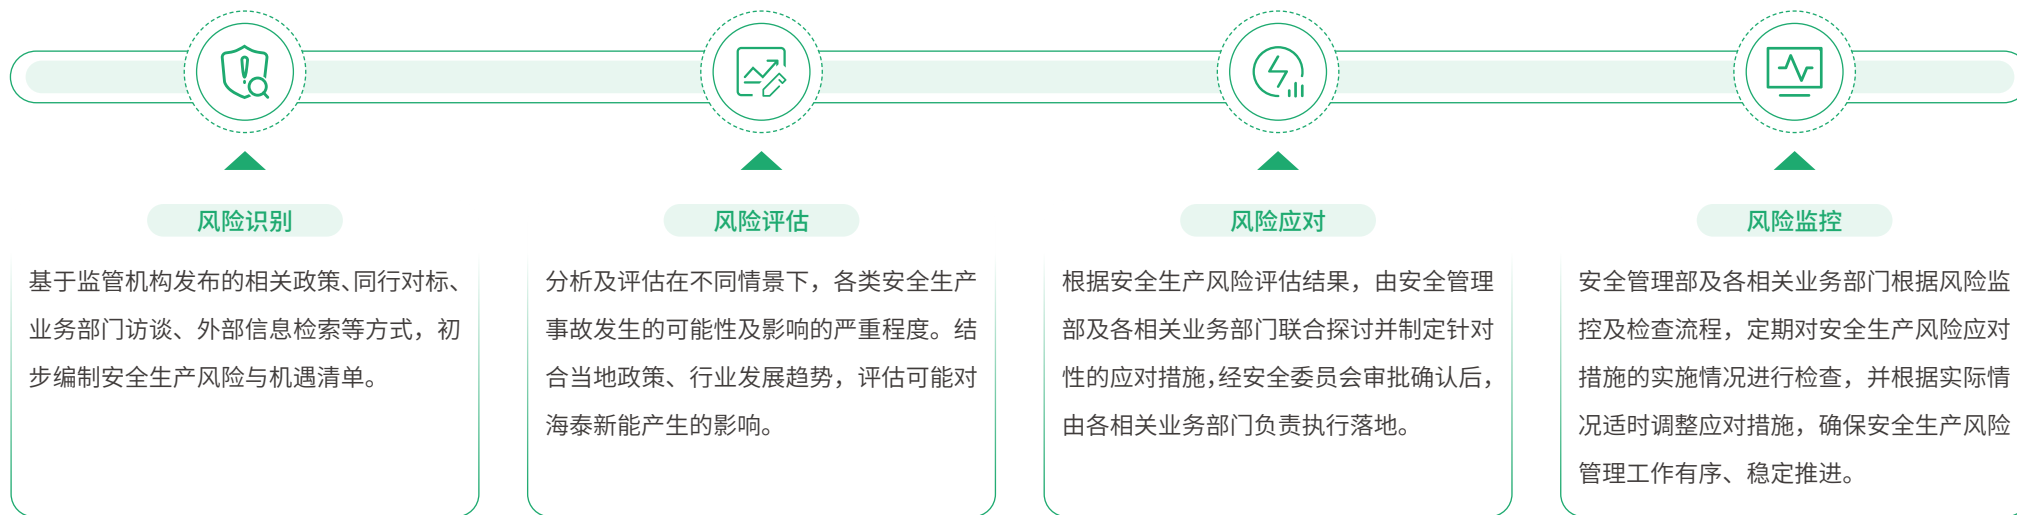 风险识别
基于监管机构发布的相关政策、同行对标、
业务部门访谈、外部信息检索等方式，初
步编制安全生产风险与机遇清单。
风险评估
分析及评估在不同情景下，各类安全生产
事故发生的可能性及影响的严重程度。结
合当地政策、行业发展趋势，评估可能对
海泰新能产生的影响。
风险应对
根据安全生产风险评估结果，由安全管理
部及各相关业务部门联合探讨并制定针对
性的应对措施，经安全委员会审批确认后，
由各相关业务部门负责执行落地。
风险监控
安全管理部及各相关业务部门根据风险监
控及检查流程，定期对安全生产风险应对
措施的实施情况进行检查，并根据实际情
况适时调整应对措施，确保安全生产风险
管理工作有序、稳定推进。